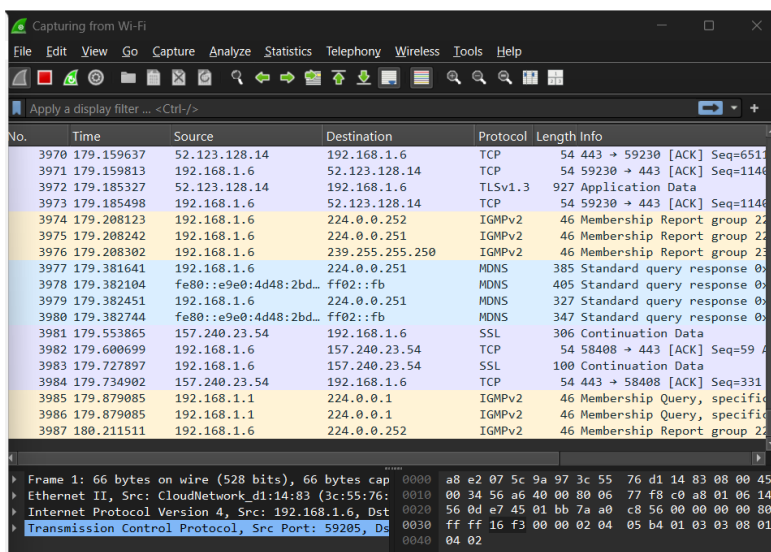 Capturing from Wi-Fi
File Edit View Go Capture Analyze Statistics Telephony Wireless Tools Help
Apply a display filter ... <Ctrl-/>
No. Time Source Destination Protocol Length Info
3970 179.159637 52.123.128.14 192.168.1.6 TCP 54 443 → 59230 [ACK] Seq=6511
3971 179.159813 192.168.1.6 52.123.128.14 TCP 54 59230 → 443 [ACK] Seq=1140
3972 179.185327 192.168.1.6 52.123.128.14 TLSv1.3 927 Application Data
3973 179.185498 192.168.1.6 52.123.128.14 TCP 54 59230 → 443 [ACK] Seq=1140
3974 179.208123 192.168.1.6 224.0.0.252 IGMPv2 46 Membership Report group 22
3975 179.208242 192.168.1.6 224.0.0.251 IGMPv2 46 Membership Report group 22
3976 179.208302 192.168.1.6 239.255.255.250 IGMPv2 46 Membership Report group 23
3977 179.381641 192.168.1.6 224.0.0.251 MDNS 385 Standard query response 0x
3978 179.382104 fe80::e9e0:4d48:2bd… ff02::fb MDNS 405 Standard query response 0x
3979 179.382451 192.168.1.6 224.0.0.251 MDNS 327 Standard query response 0x
3980 179.382744 fe80::e9e0:4d48:2bd… ff02::fb MDNS 347 Standard query response 0x
3981 179.553865 157.240.23.54 192.168.1.6 SSL 306 Continuation Data
3982 179.600699 192.168.1.6 157.240.23.54 TCP 54 58408 → 443 [ACK] Seq=59 A
3983 179.727897 192.168.1.6 157.240.23.54 SSL 100 Continuation Data
3984 179.734902 157.240.23.54 192.168.1.6 TCP 54 443 → 58408 [ACK] Seq=331
3985 179.879085 192.168.1.1 224.0.0.1 IGMPv2 46 Membership Query, specific
3986 179.879085 192.168.1.1 224.0.0.1 IGMPv2 46 Membership Query, specific
3987 180.211511 192.168.1.6 224.0.0.252 IGMPv2 46 Membership Report group 22
Frame 1: 66 bytes on wire (528 bits), 66 bytes cap
Ethernet II, Src: CloudNetwork_d1:14:83 (3c:55:76:
Internet Protocol Version 4, Src: 192.168.1.6, Dst
Transmission Control Protocol, Src Port: 59205, Ds
0000 a8 e2 07 5c 9a 97 3c 55 76 d1 14 83 08 00 45
0010 00 34 56 a6 40 00 80 06 77 f8 c0 a8 01 06 14
0020 56 0d e7 45 01 bb 7a a0 c8 56 00 00 00 00 80
0030 ff ff 16 f3 00 00 02 04 05 b4 01 03 03 08 01
0040 04 02